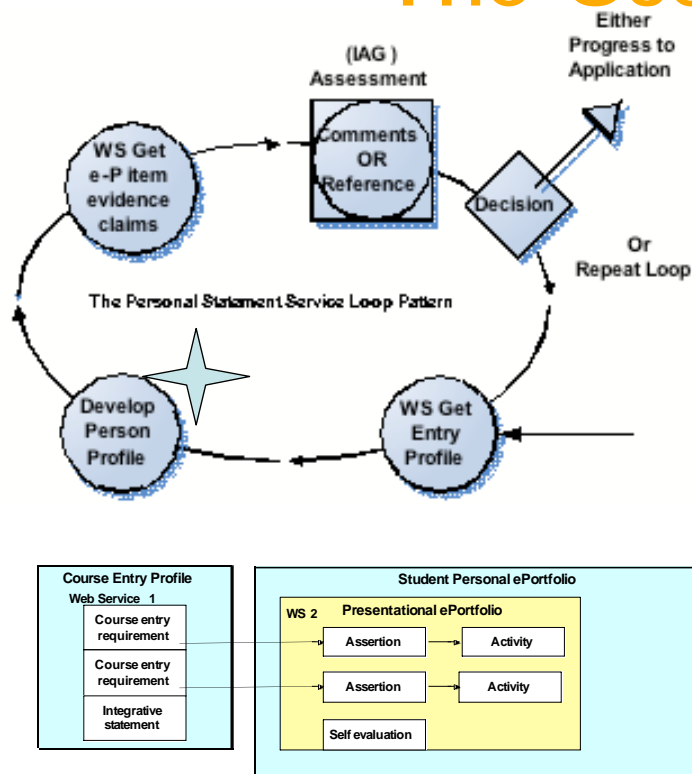 The
Either
Progress to
Application
(IAG )
Assessment
WS Get
e-P item
evidence
claims
Comments
OR
Reference
Decision
Or
Repeat Loop
The Personal Statement Service Loop Pattern
Develop
Person
Profile
WS Get
Entry
Profile
Course Entry Profile
Web Service 1
Course entry
requirement
Course entry
requirement
Integrative
statement
Student Personal ePortfolio
WS 2 Presentational ePortfolio
Assertion
Activity
Assertion
Activity
Self evaluation